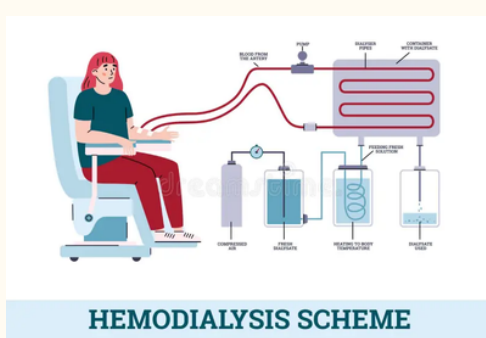 PUMP
DIALYSIS
PIPES
CONTAINER
WITH DIALYSATE
BLOOD FROM
THE ARTERY
FEEDING FRESH
SOLUTION
dreamstime
COMPRESSED
AIR
FRESH
DIALYSATE
HEATING TO BODY
TEMPERATURE
DIALYSATE
USED
HEMODIALYSIS SCHEME